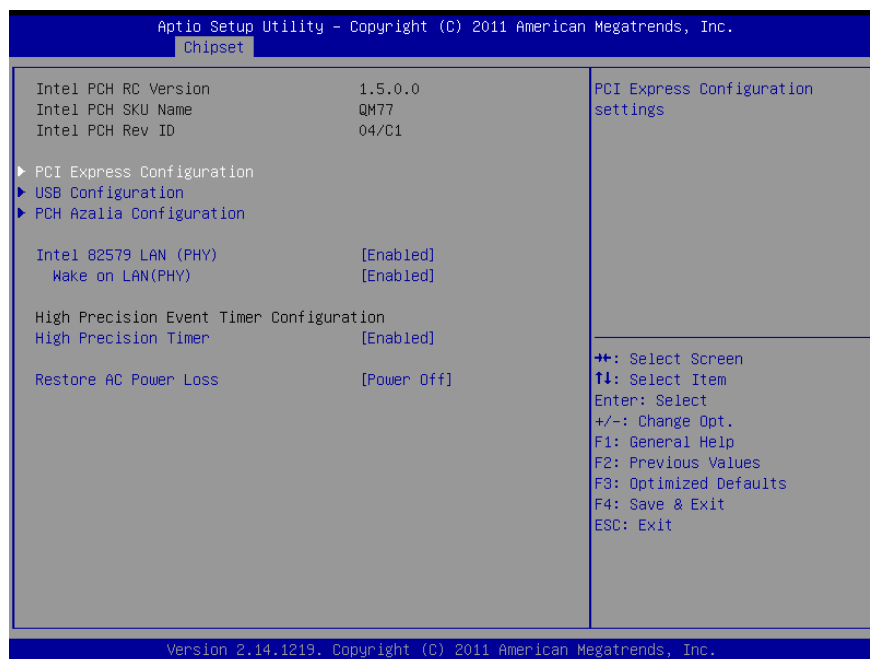 Aptio Setup Utility – Copyright (C) 2011 American Megatrends, Inc.
Chipset
Intel PCH RC Version 1.5.0.0
Intel PCH SKU Name QM77
Intel PCH Rev ID 04/C1
PCI Express Configuration
USB Configuration
PCH Azalia Configuration
Intel 82579 LAN (PHY) [Enabled]
Wake on LAN(PHY) [Enabled]
High Precision Event Timer Configuration
High Precision Timer [Enabled]
Restore AC Power Loss [Power Off]
PCI Express Configuration
settings
→←: Select Screen
↑↓: Select Item
Enter: Select
+/-: Change Opt.
F1: General Help
F2: Previous Values
F3: Optimized Defaults
F4: Save & Exit
ESC: Exit
Version 2.14.1219. Copyright (C) 2011 American Megatrends, Inc.